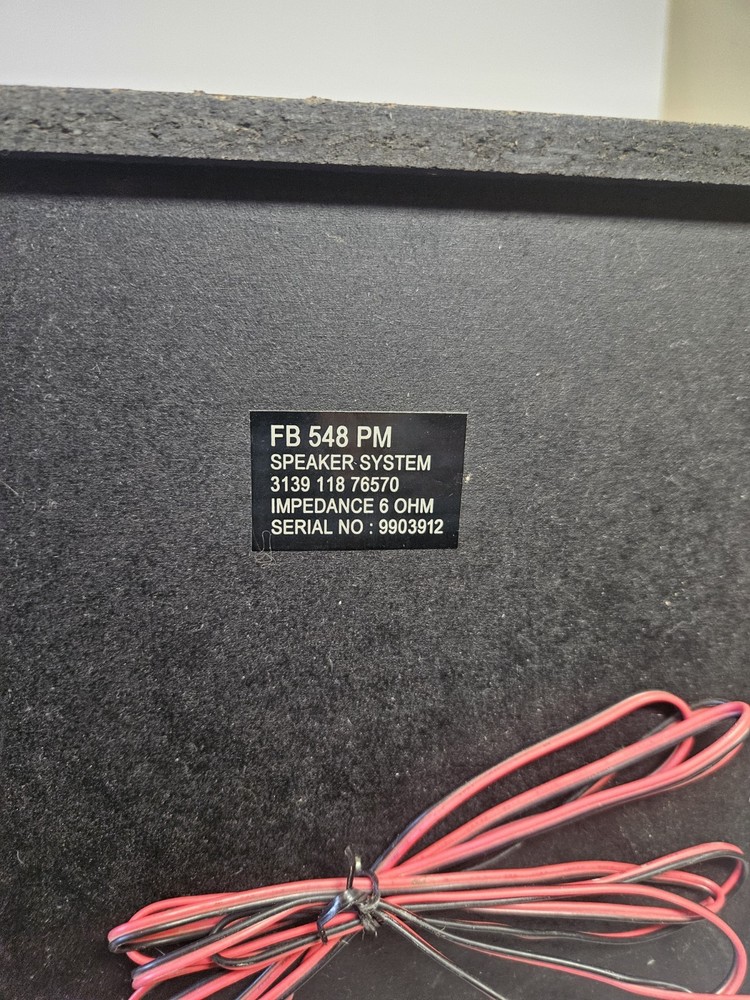 FB 548 PM
SPEAKER SYSTEM
3139 118 76570
IMPEDANCE 6 OHM
SERIAL NO : 9903912